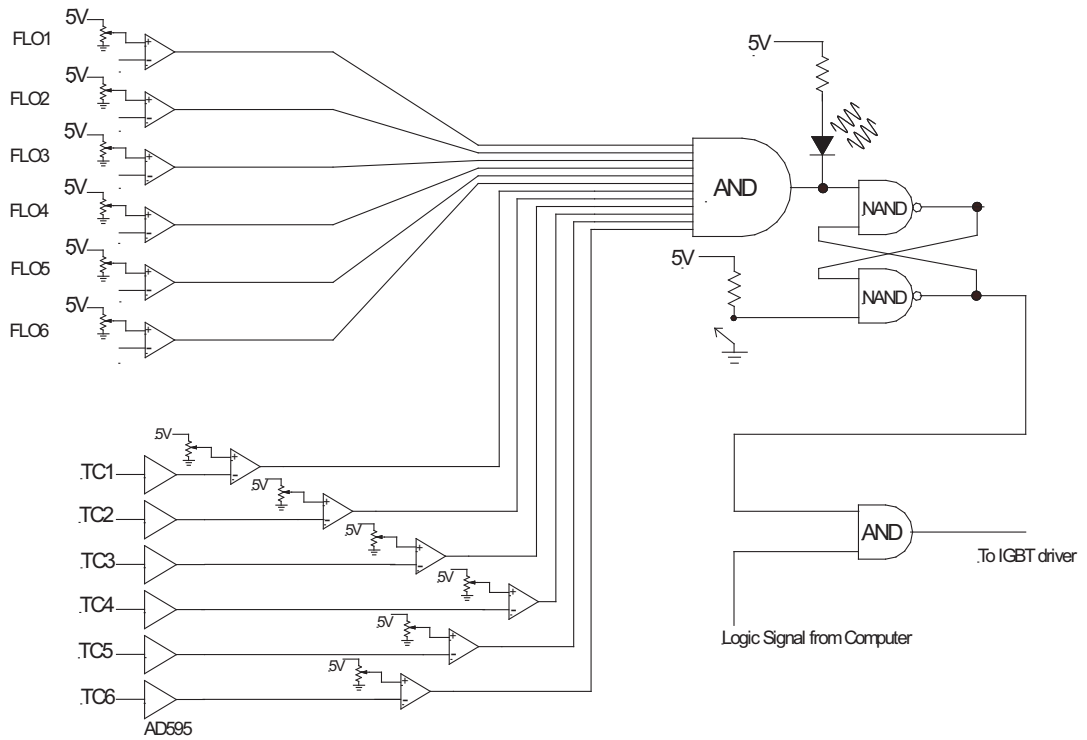 5V
FLO1
5V
FLO2
5V
FLO3
5V
FLO4
5V
FLO5
5V
FLO6
5V
AND
NAND
5V
NAND
5V
TC1
5V
TC2
5V
TC3
5V
TC4
5V
TC5
5V
TC6
AD595
AND
To IGBT driver
Logic Signal from Computer